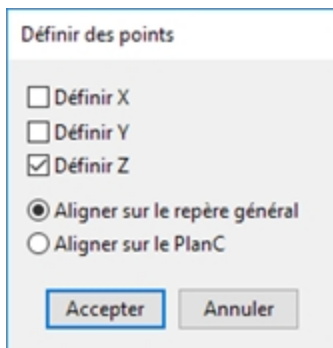 Définir des points
Définir X
Définir Y
Définir Z
Aligner sur le repère général
Aligner sur le PlanC
Accepter Annuler